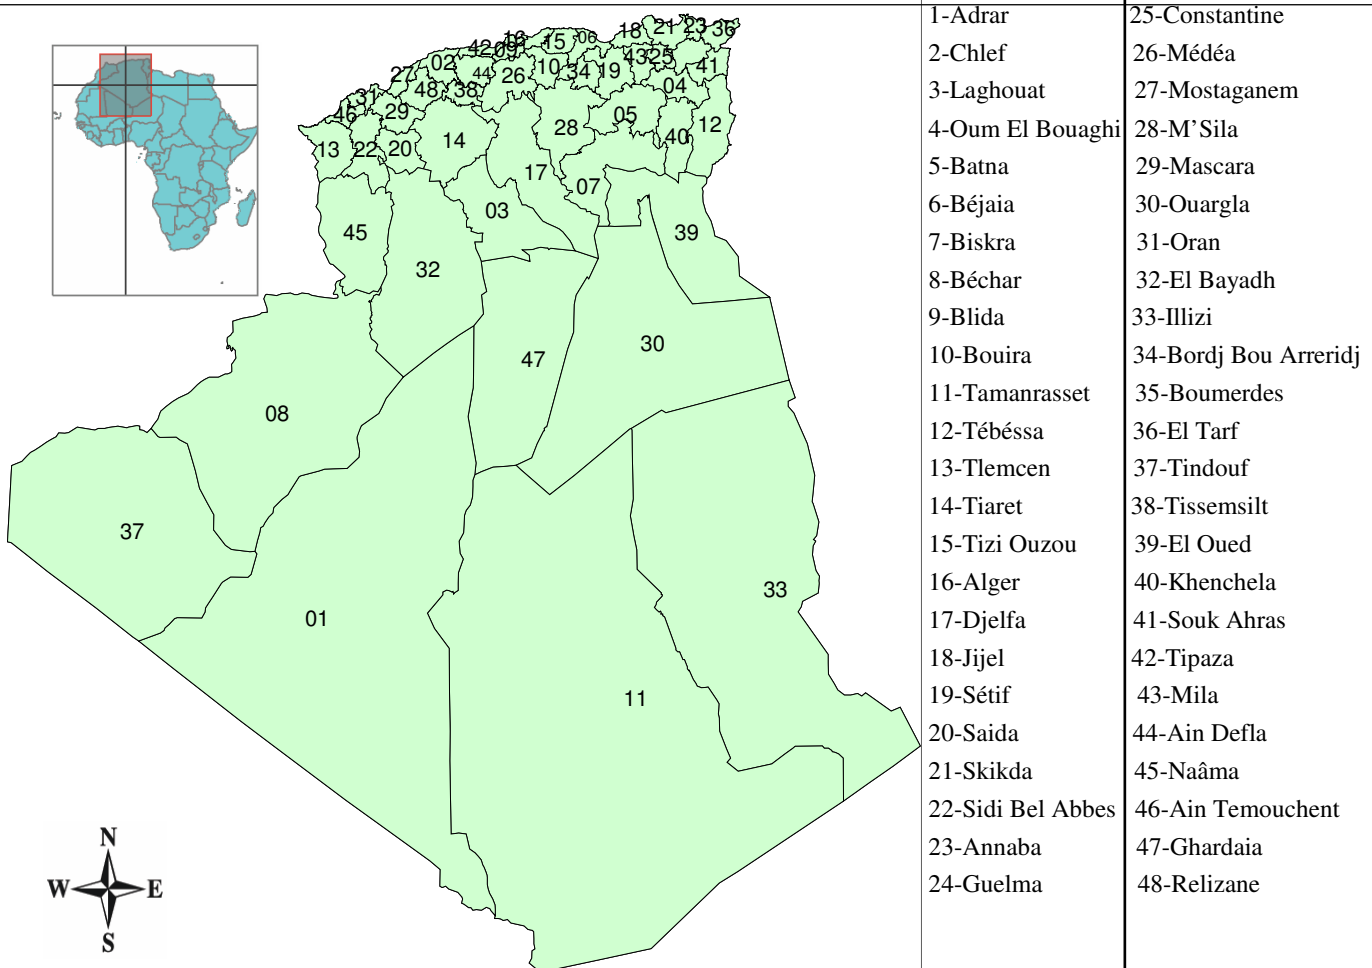 18 21 23 36
16
42 09 15 06
02 44 26 10 34 19 43 25 41
27 48 38 04
31 46 29 14 28 05 40 12
13 22 20 17 07
45 32 03 39
47 30
08
37 01 33
11
N
W E
S
1-Adrar
2-Chlef
3-Laghouat
4-Oum El Bouaghi
5-Batna
6-Béjaia
7-Biskra
8-Béchar
9-Blida
10-Bouira
11-Tamanrasset
12-Tébéssa
13-Tlemcen
14-Tiaret
15-Tizi Ouzou
16-Alger
17-Djelfa
18-Jijel
19-Sétif
20-Saida
21-Skikda
22-Sidi Bel Abbes
23-Annaba
24-Guelma
25-Constantine
26-Médéa
27-Mostaganem
28-M’Sila
29-Mascara
30-Ouargla
31-Oran
32-El Bayadh
33-Illizi
34-Bordj Bou Arreridj
35-Boumerdes
36-El Tarf
37-Tindouf
38-Tissemsilt
39-El Oued
40-Khenchela
41-Souk Ahras
42-Tipaza
43-Mila
44-Ain Defla
45-Naâma
46-Ain Temouchent
47-Ghardaia
48-Relizane